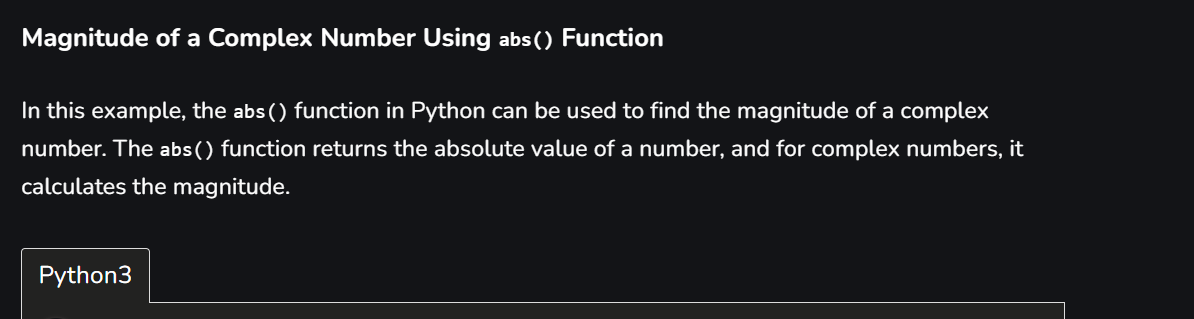 Magnitude of a Complex Number Using abs() Function
In this example, the abs() function in Python can be used to find the magnitude of a complex
number. The abs() function returns the absolute value of a number, and for complex numbers, it
calculates the magnitude.
Python3